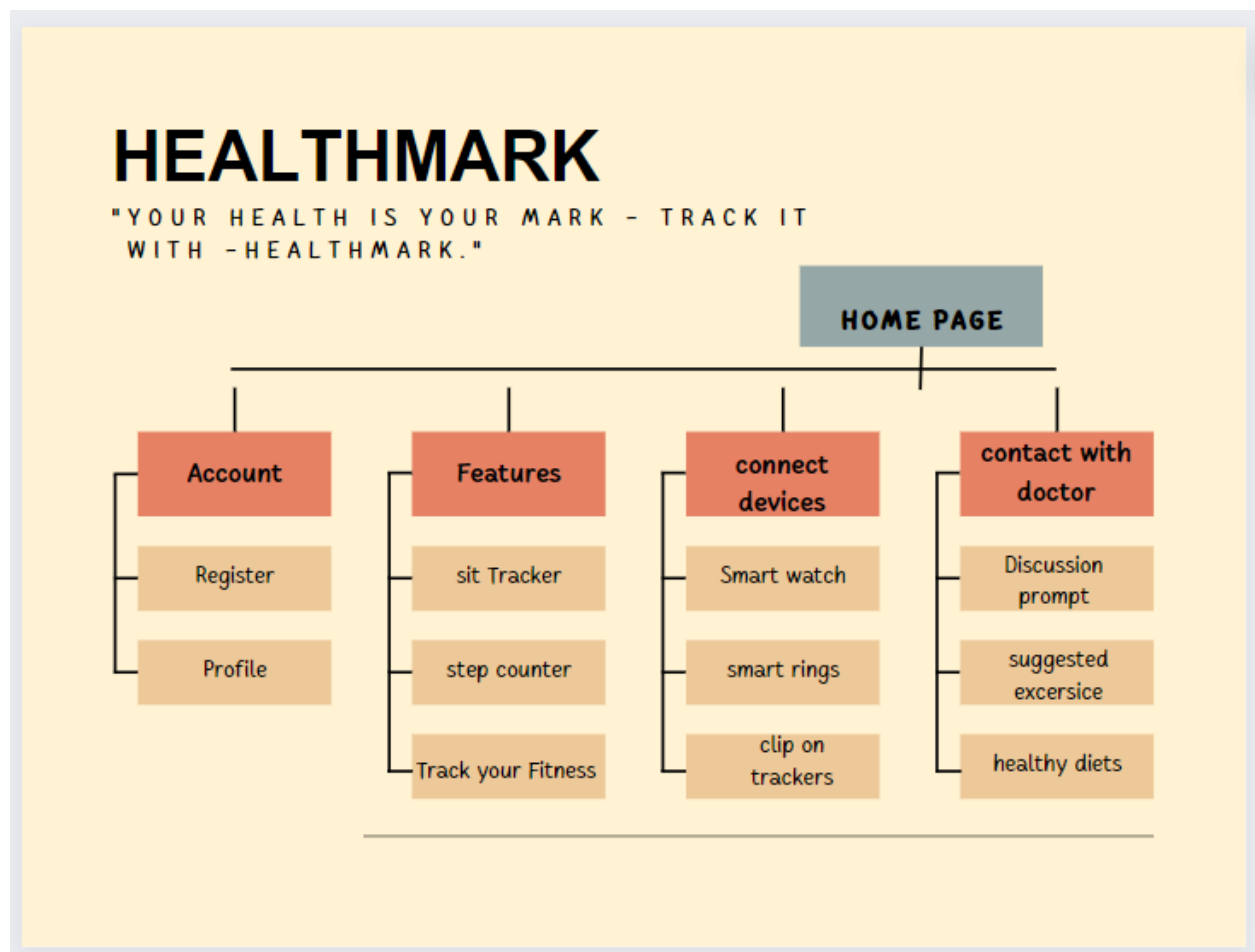 HEALTHMARK
"YOUR HEALTH IS YOUR MARK - TRACK IT
WITH -HEALTHMARK."
HOME PAGE
Account
Register
Profile
Features
sit Tracker
step counter
Track your Fitness
connect
devices
Smart watch
smart rings
clip on
trackers
contact with
doctor
Discussion
prompt
suggested
excersice
healthy diets